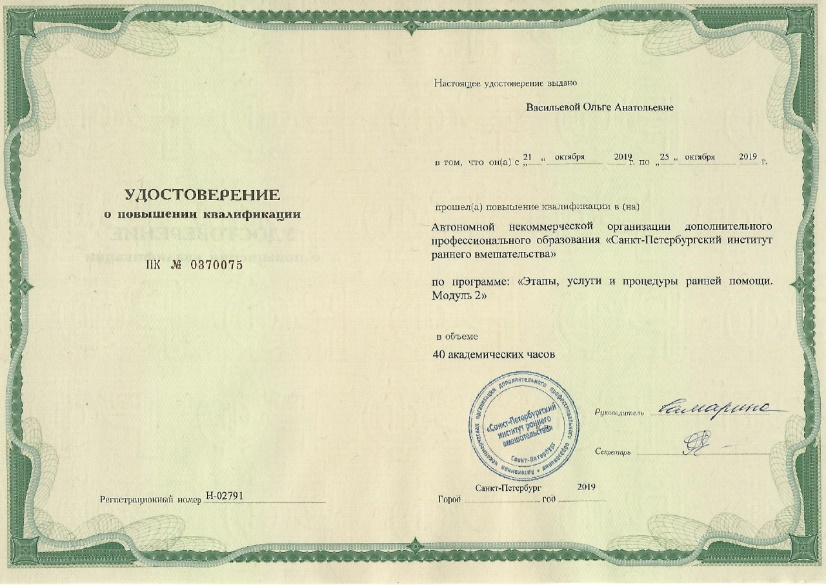 УДОСТОВЕРЕНИЕ
о повышении квалификации
ПК № 0370075
Регистрационный номер Н-02791
Настоящее удостоверение выдано
Васильевой Ольге Анатольевне
в том, что он(а) с „ 21 „ октября 2019 г. по „ 25 „ октября 2019 г.
прошел(а) повышение квалификации в (на)
Автономной некоммерческой организации дополнительного
профессионального образования «Санкт-Петербургский институт
раннего вмешательства»
по программе: «Этапы, услуги и процедуры ранней помощи.
Модуль 2»
в объеме
40 академических часов
«Санкт-Петербургский
институт раннего
вмешательства»
Санкт-Петербург
Руководитель
Секретарь
Санкт-Петербург 2019
Город год